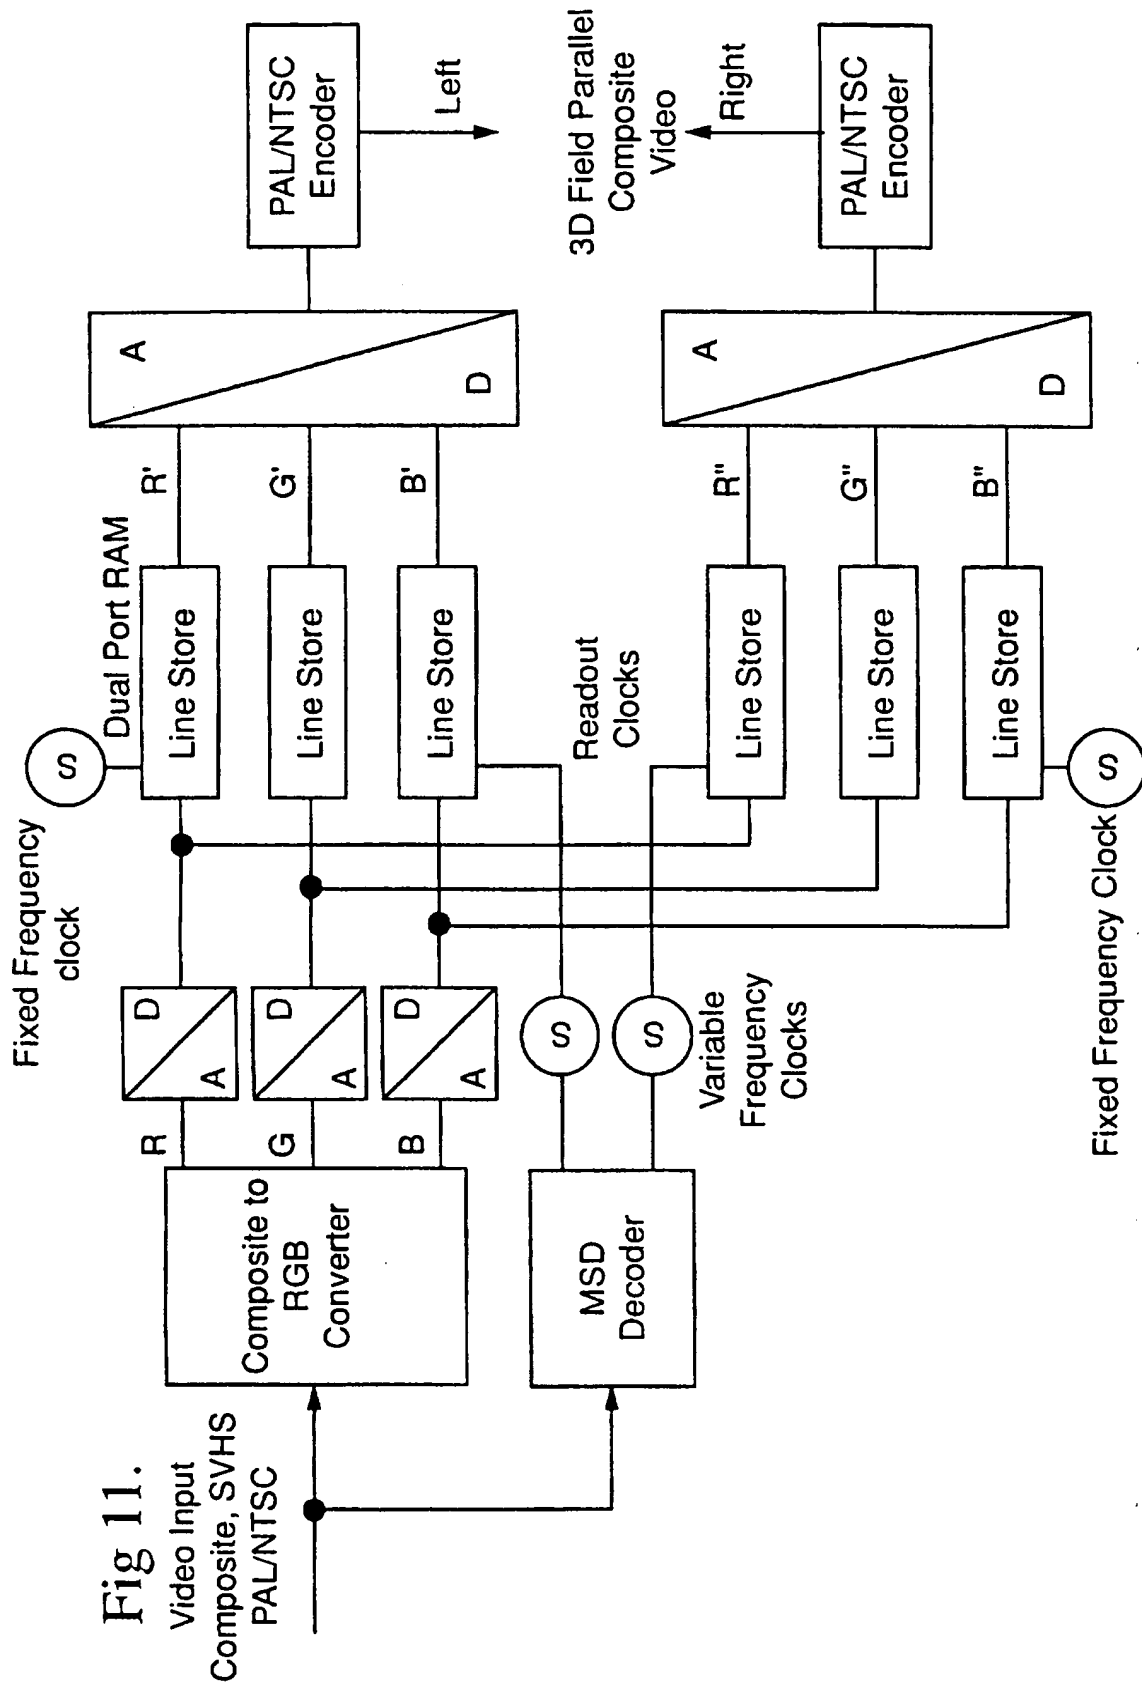 Fig 11.
Video Input
Composite, SVHS
PAL/NTSC
Composite to
RGB
Converter
MSD
Decoder
R
G
B
D
A
D
A
D
A
Fixed Frequency
clock
S
Dual Port RAM
Line Store
Line Store
Line Store
S
S
Variable
Frequency
Clocks
Readout
Clocks
Line Store
Line Store
Line Store
S
Fixed Frequency Clock
R'
G'
B'
R"
G"
B"
A
D
A
D
PAL/NTSC
Encoder
Left
3D Field Parallel
Composite
Video
Right
PAL/NTSC
Encoder